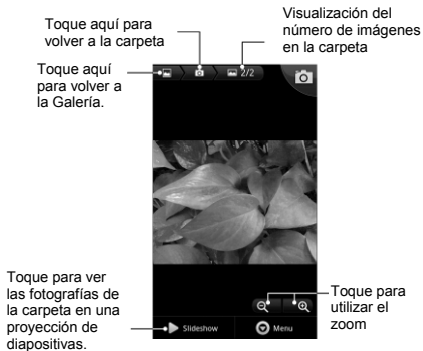 Toque aquí para
volver a la carpeta
Visualización del
número de imágenes
en la carpeta
Toque aquí
para volver a
la Galería.
2/2
Toque para ver
las fotografías de
la carpeta en una
proyección de
diapositivas.
Toque para
utilizar el
zoom
Slideshow
Menu